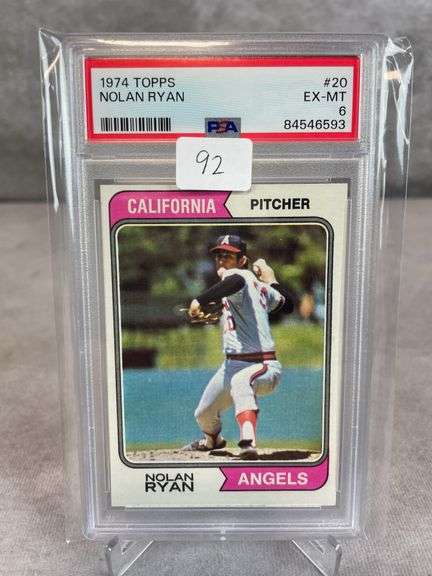 1974 TOPPS #20
NOLAN RYAN EX-MT
6
PSA 84546593
92
CALIFORNIA PITCHER
A
NOLAN
RYAN ANGELS